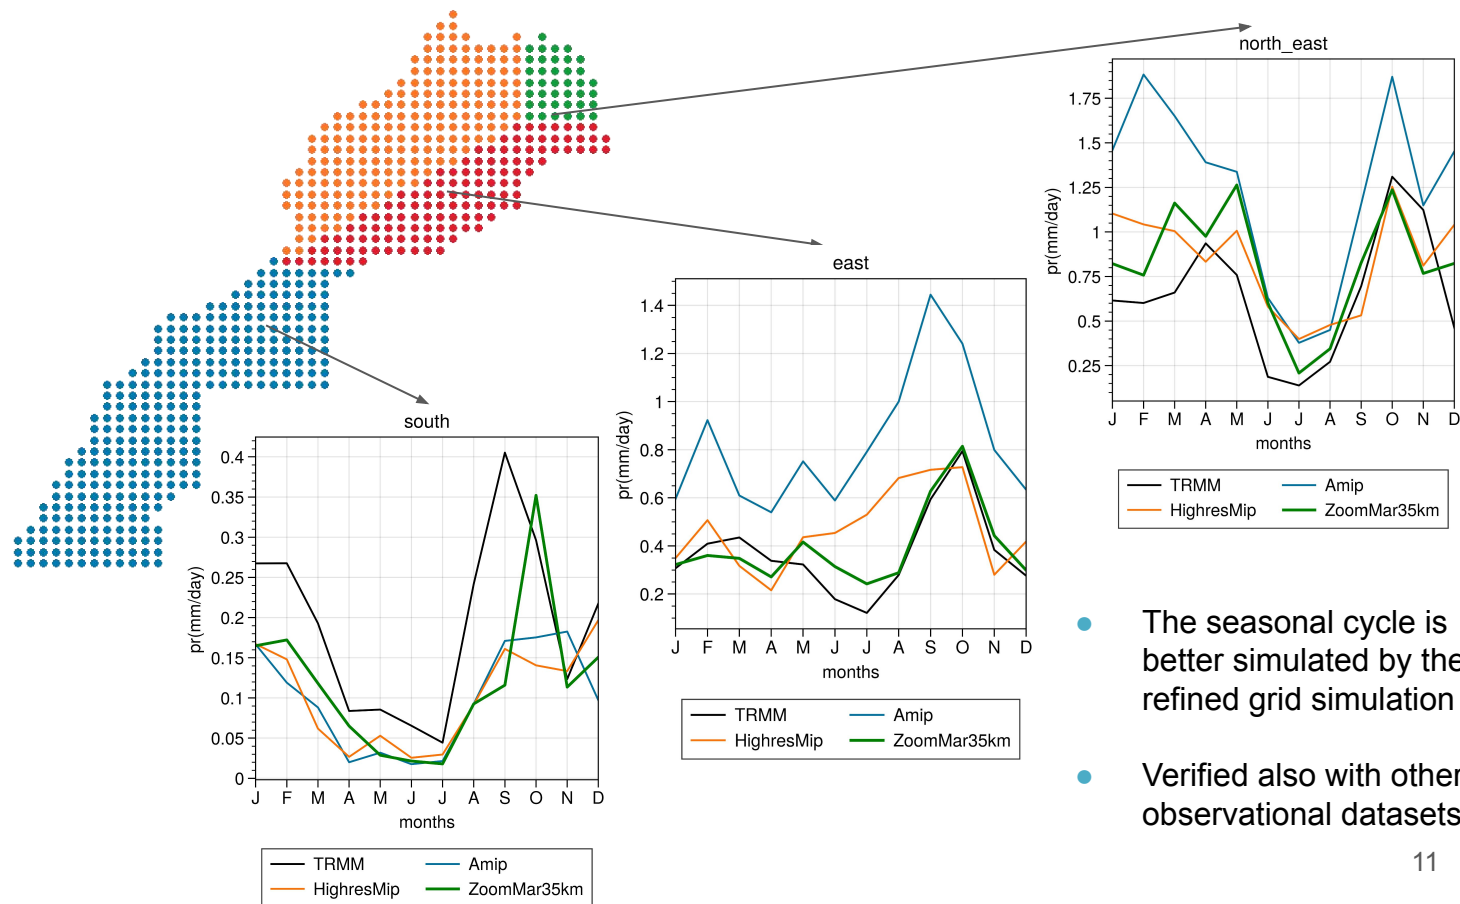 north_east
pr(mm/day)
1.75
1.5
1.25
1
0.75
0.5
0.25
J F M A M J J A S O N D
months
TRMM Amip
HighresMip ZoomMar35km
east
pr(mm/day)
1.4
1.2
1
0.8
0.6
0.4
0.2
J F M A M J J A S O N D
months
TRMM Amip
HighresMip ZoomMar35km
south
pr(mm/day)
0.4
0.35
0.3
0.25
0.2
0.15
0.1
0.05
0
J F M A M J J A S O N D
months
TRMM Amip
HighresMip ZoomMar35km
● The seasonal cycle is
better simulated by the
refined grid simulation
● Verified also with other
observational datasets
11